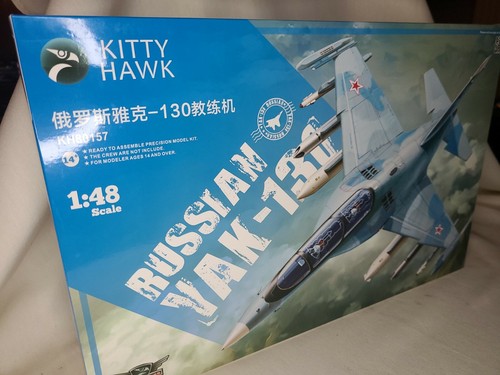 KITTY
HAWK
俄罗斯雅克-130教练机
KH80157
14
READY TO ASSEMBLE PRECISION MODEL KIT.
THE CREW ARE NOT INCLUDE.
FOR MODELER AGES 14 AND OVER.
1:48
Scale
RUSSIAN
YAK-130